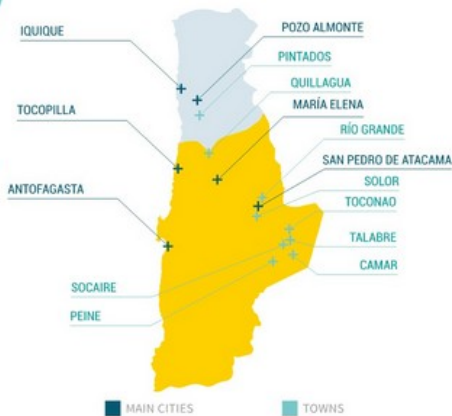 IQUIQUE
POZO ALMONTE
PINTADOS
QUILLAGUA
TOCOPILLA
MARÍA ELENA
RÍO GRANDE
SAN PEDRO DE ATACAMA
ANTOFAGASTA
SOLOR
TOCONAO
TALABRE
CAMAR
SOCAIRE
PEINE
MAIN CITIES
TOWNS